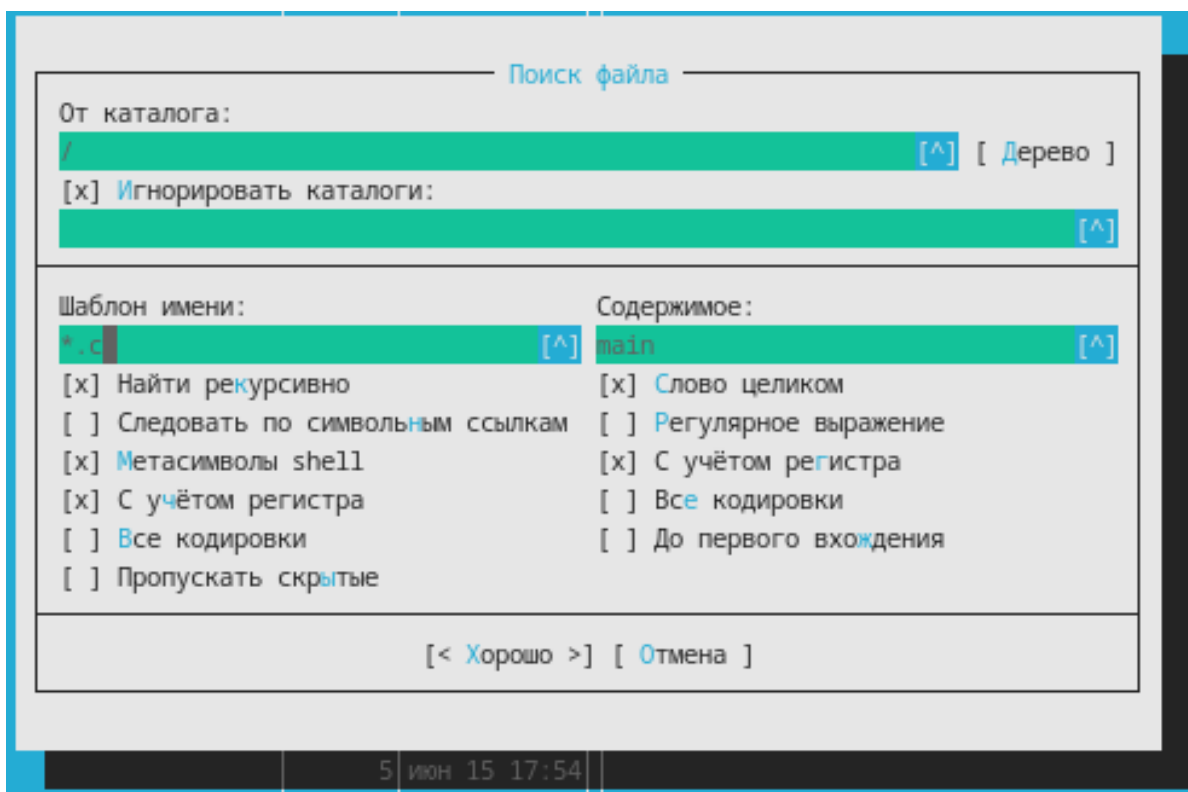 Поиск файла
От каталога:
/ [^] [ Дерево ]
[x] Игнорировать каталоги:
[^]
Шаблон имени: Содержимое:
*.c [^] main [^]
[x] Найти рекурсивно [x] Слово целиком
[ ] Следовать по символьным ссылкам [ ] Регулярное выражение
[x] Метасимволы shell [x] С учётом регистра
[x] С учётом регистра [ ] Все кодировки
[ ] Все кодировки [ ] До первого вхождения
[ ] Пропускать скрытые
[< Хорошо >] [ Отмена ]
5 июн 15 17:54